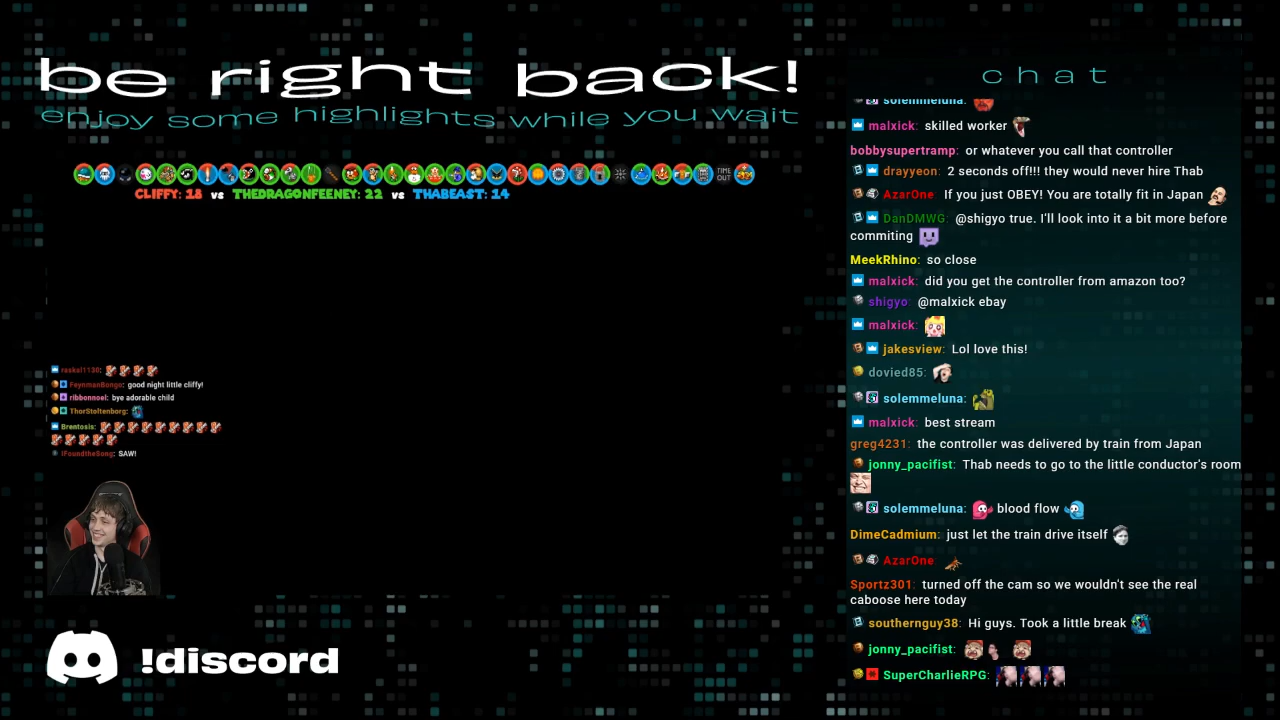 be right back!
enjoy some highlights while you wait
TIME OUT
CLIFFY: 18 vs THEDRAGONFEENEY: 22 vs THABEAST: 14
raskal1130:
FeynmanBongo: good night little cliffy!
ribbonnoel: bye adorable child
ThorStoltenborg:
Brentosis:
IFoundtheSong: SAW!
!discord
chat
solemmeluna:
malxick: skilled worker
bobbysupertramp: or whatever you call that controller
drayyeon: 2 seconds off!!! they would never hire Thab
AzarOne: If you just OBEY! You are totally fit in Japan
DanDMWG: @shigyo true. I'll look into it a bit more before
commiting
MeekRhino: so close
malxick: did you get the controller from amazon too?
shigyo: @malxick ebay
malxick:
jakesview: Lol love this!
dovied85:
solemmeluna:
malxick: best stream
greg4231: the controller was delivered by train from Japan
jonny_pacifist: Thab needs to go to the little conductor's room
solemmeluna: blood flow
DimeCadmium: just let the train drive itself
AzarOne:
Sportz301: turned off the cam so we wouldn't see the real
caboose here today
southernguy38: Hi guys. Took a little break
jonny_pacifist:
SuperCharlieRPG: